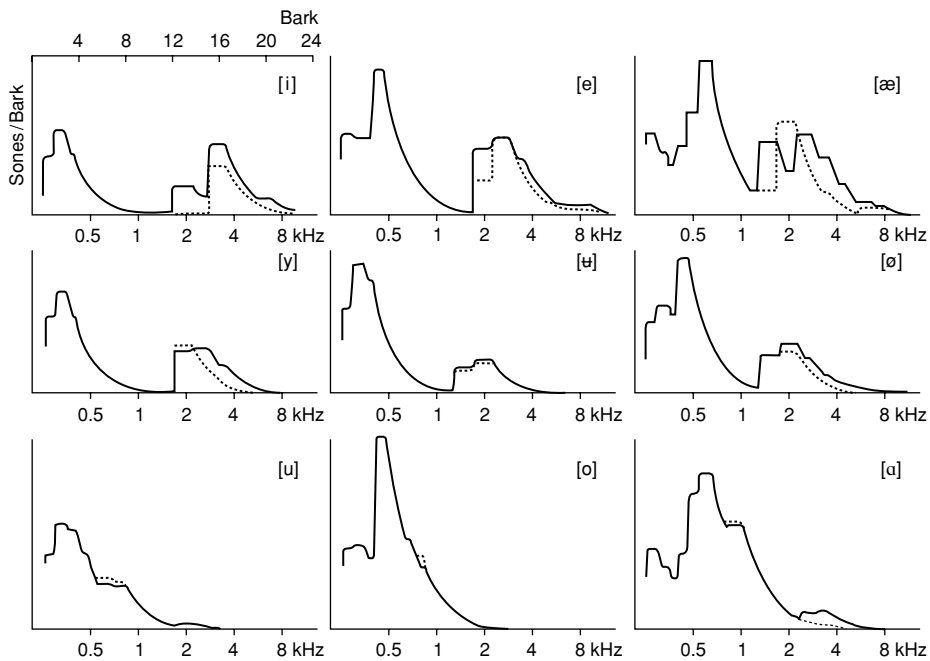 Bark
4 8 12 16 20 24
Sones/Bark
[i] [e] [æ]
0.5 1 2 4 8 kHz 0.5 1 2 4 8 kHz 0.5 1 2 4 8 kHz
[y] [ʉ] [ø]
0.5 1 2 4 8 kHz 0.5 1 2 4 8 kHz 0.5 1 2 4 8 kHz
[u] [o] [ɑ]
0.5 1 2 4 8 kHz 0.5 1 2 4 8 kHz 0.5 1 2 4 8 kHz